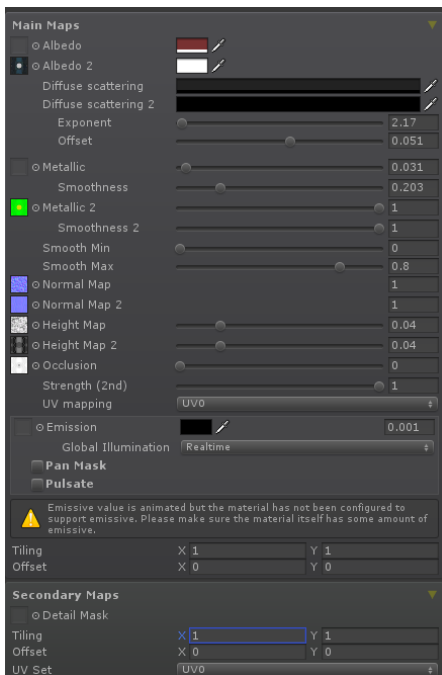 Main Maps
Albedo
Albedo 2
Diffuse scattering
Diffuse scattering 2
Exponent 2.17
Offset 0.051
Metallic 0.031
Smoothness 0.203
Metallic 2 1
Smoothness 2 1
Smooth Min 0
Smooth Max 0.8
Normal Map 1
Normal Map 2 1
Height Map 0.04
Height Map 2 0.04
Occlusion 0
Strength (2nd) 1
UV mapping UV0
Emission 0.001
Global Illumination Realtime
Pan Mask
Pulsate
Emissive value is animated but the material has not been configured to
support emissive. Please make sure the material itself has some amount of
emissive.
Tiling X 1 Y 1
Offset X 0 Y 0
Secondary Maps
Detail Mask
Tiling X 1 Y 1
Offset X 0 Y 0
UV Set UV0